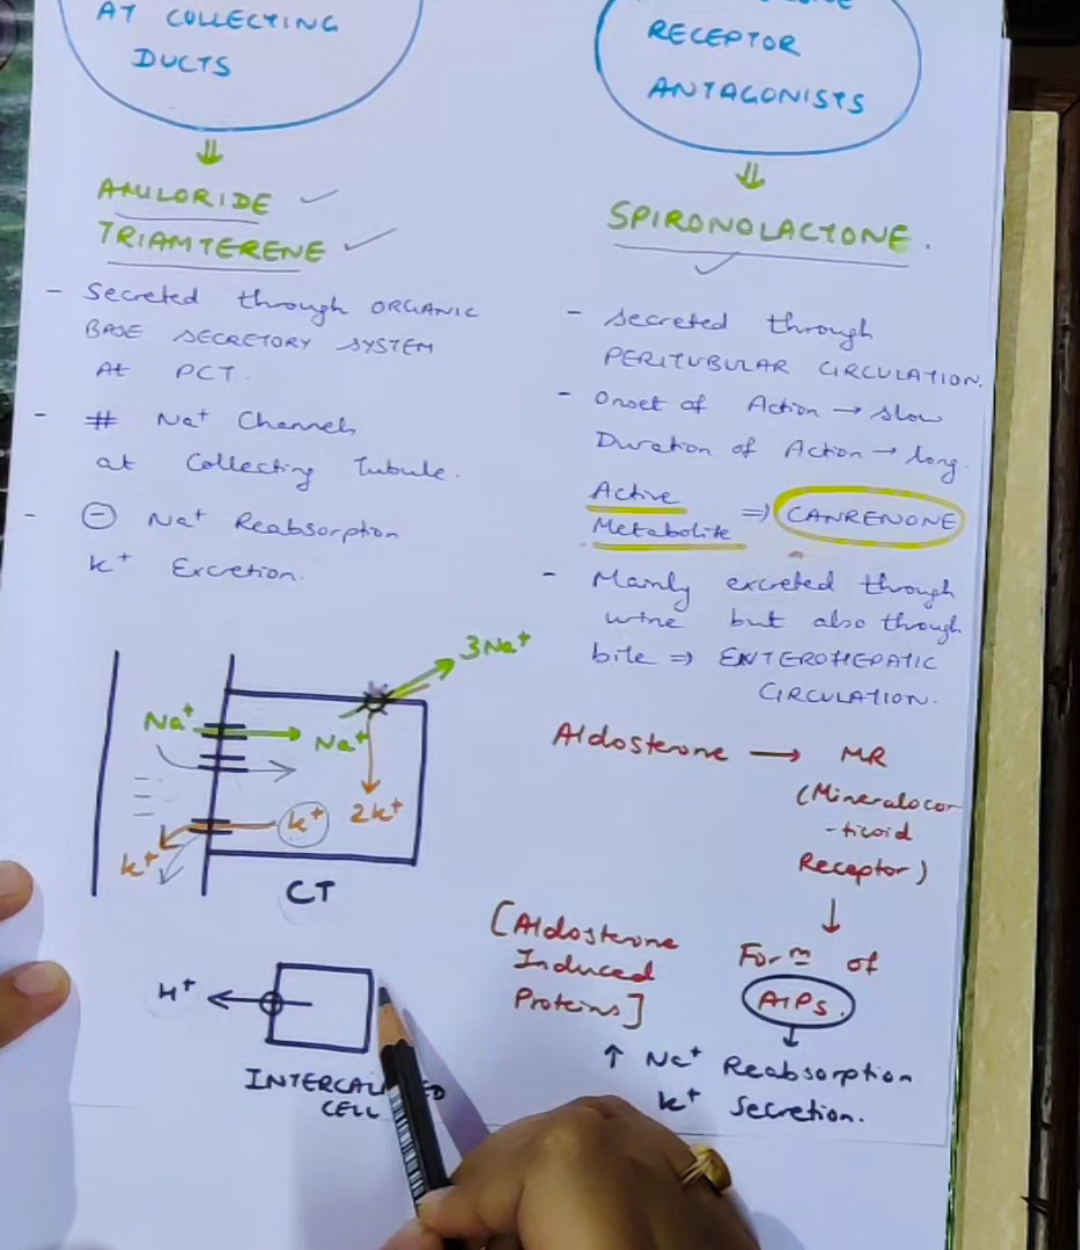 AT COLLECTING
DUCTS
AMILORIDE
TRIAMTERENE
- Secreted through ORGANIC
BASE SECRETORY SYSTEM
At PCT.
- # Na+ Channels
at Collecting Tubule.
- ⊖ Na+ Reabsorption
K+ Excretion.
3Na+
Na+
Na+
2K+
K+
K+
CT
H+
INTERCAL
ED
CELL
RECEPTOR
ANTAGONISTS
SPIRONOLACTONE.
- Secreted through
PERITUBULAR CIRCULATION.
- Onset of Action → slow
Duration of Action → long.
Active
Metabolite ⇒ CANRENONE
- Mainly excreted through
urine but also through
bile ⇒ ENTEROHEPATIC
CIRCULATION.
Aldosterone → MR
(Mineralocor
-ticoid
Receptor)
↓
Form of
AIPs.
[Aldosterone
Induced
Proteins]
↑ Na+ Reabsorption
K+ Secretion.